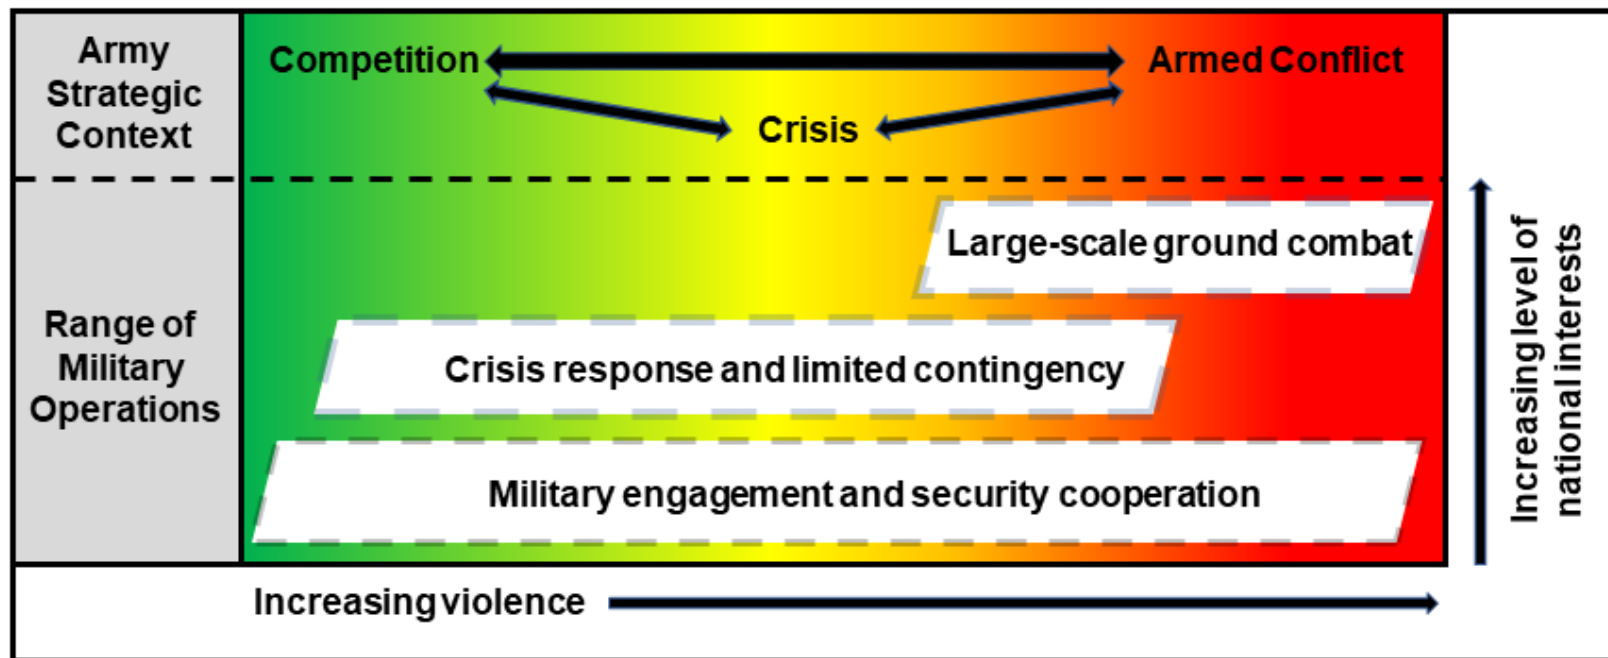 Army
Strategic
Context
Competition
Armed Conflict
Crisis
Range of
Military
Operations
Large-scale ground combat
Crisis response and limited contingency
Military engagement and security cooperation
Increasing level of
national interests
Increasing violence